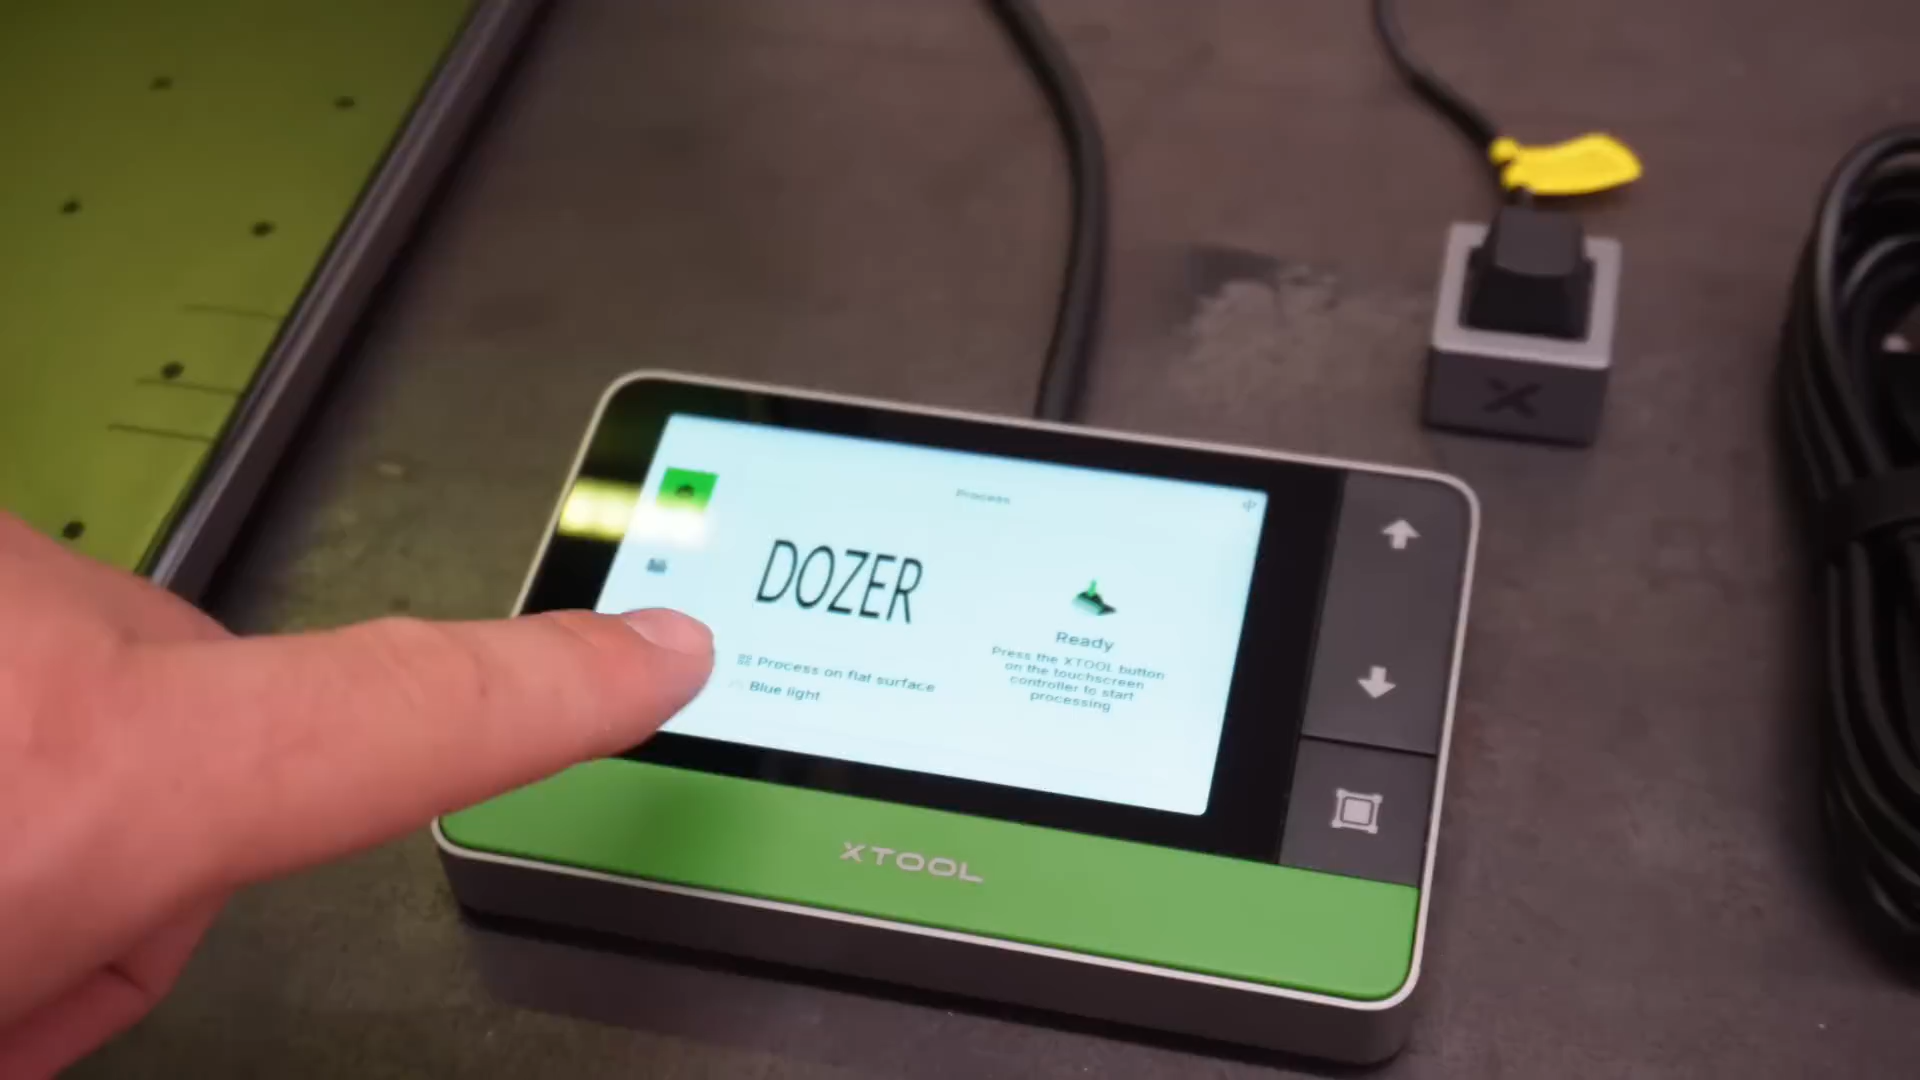 Process
DOZER
Process on flat surface
Blue light
Ready
Press the XTOOL button
on the touchscreen
controller to start
processing
XTOOL